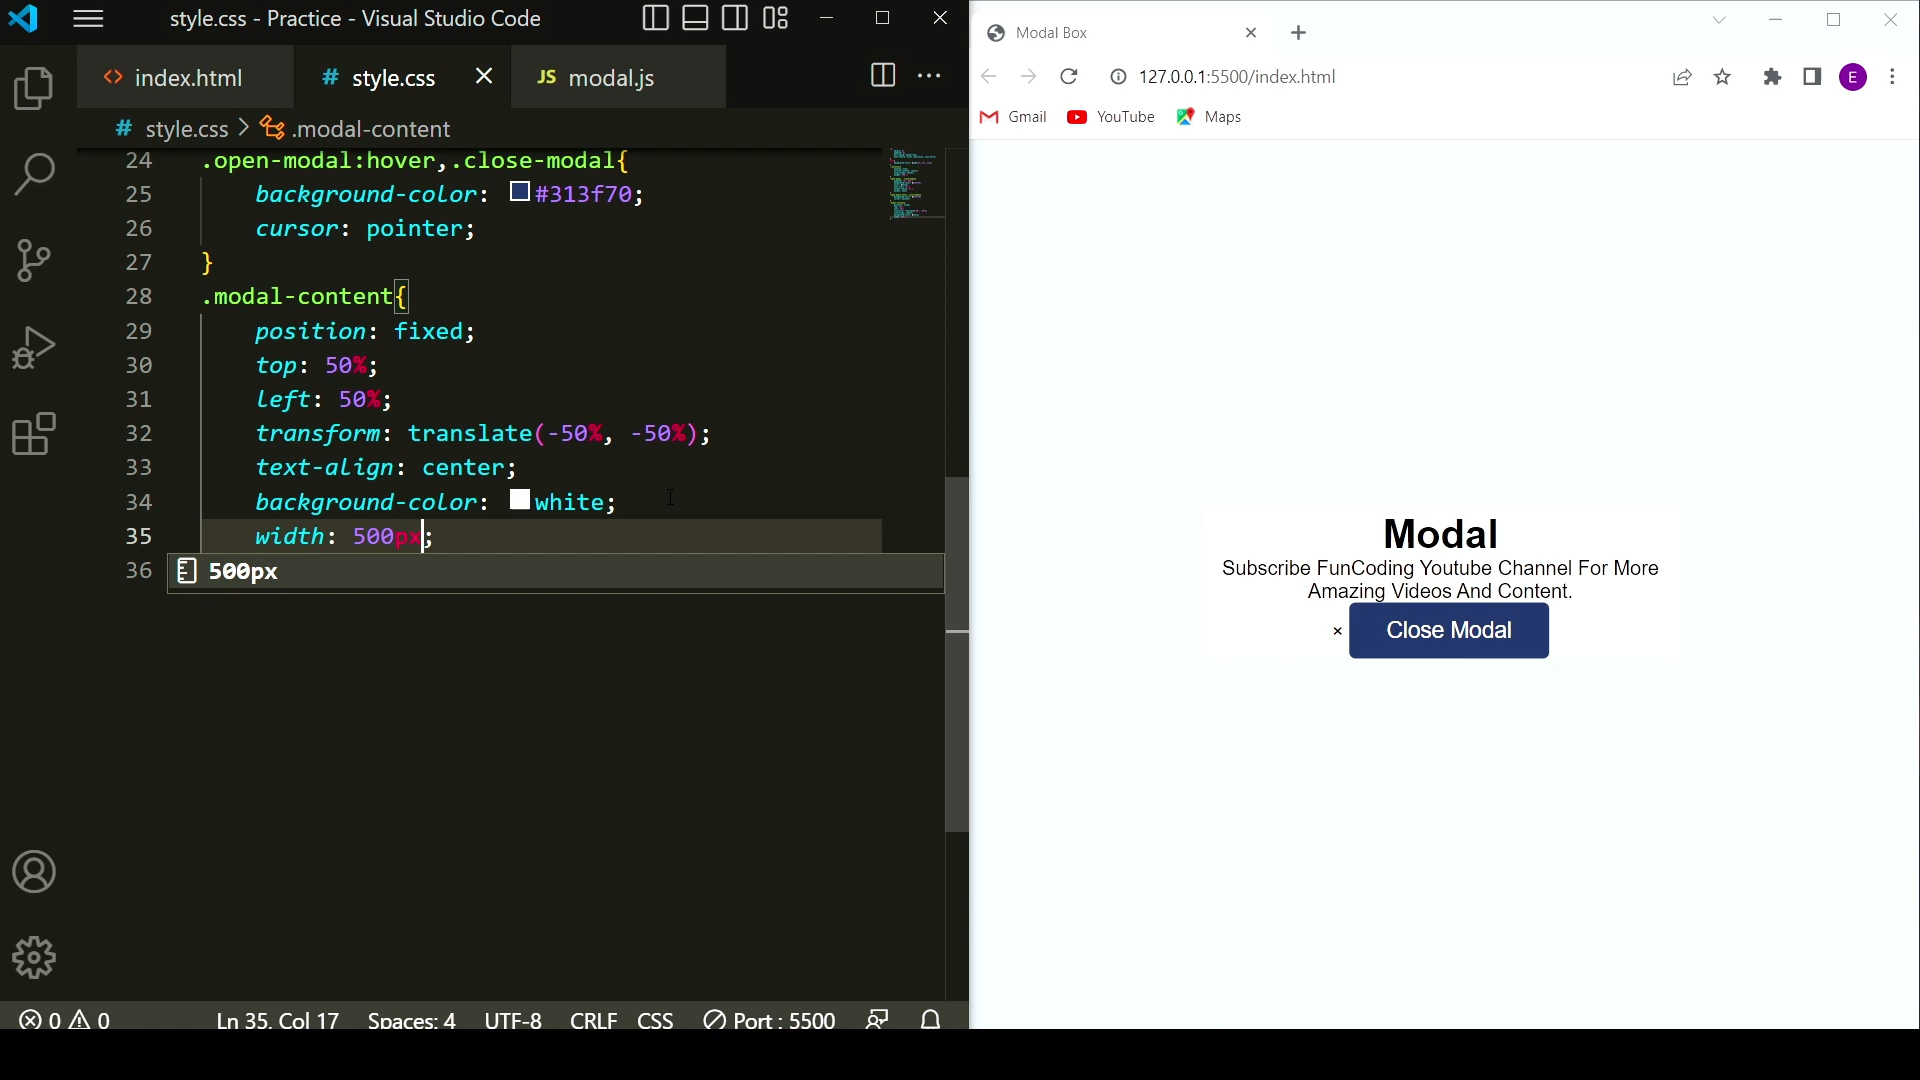 style.css - Practice - Visual Studio Code
index.html
# style.css
JS modal.js
# style.css > .modal-content
24 .open-modal:hover,.close-modal{
25 background-color: #313f70;
26 cursor: pointer;
27 }
28 .modal-content{
29 position: fixed;
30 top: 50%;
31 left: 50%;
32 transform: translate(-50%, -50%);
33 text-align: center;
34 background-color: white;
35 width: 500px;
36 500px
0 0 Ln 35, Col 17 Spaces: 4 UTF-8 CRLF CSS Port : 5500
Modal Box
127.0.0.1:5500/index.html
E
Gmail YouTube Maps
Modal
Subscribe FunCoding Youtube Channel For More
Amazing Videos And Content.
× Close Modal